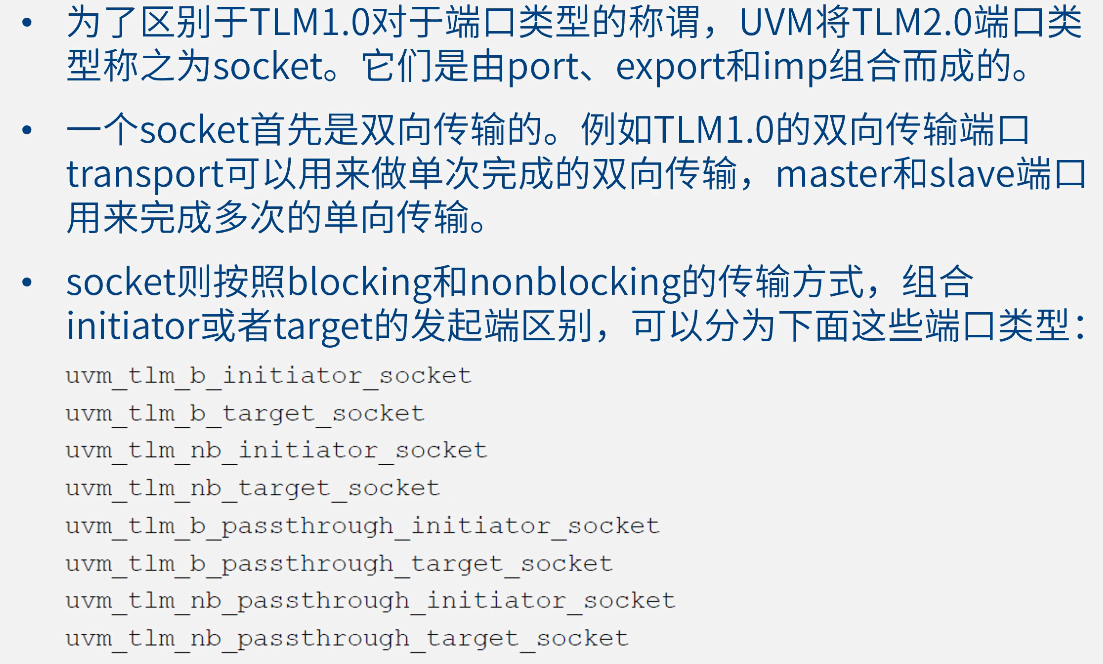 • 为了区别于TLM1.0对于端口类型的称谓，UVM将TLM2.0端口类
型称之为socket。它们是由port、export和imp组合而成的。
• 一个socket首先是双向传输的。例如TLM1.0的双向传输端口
transport可以用来做单次完成的双向传输，master和slave端口
用来完成多次的单向传输。
• socket则按照blocking和nonblocking的传输方式，组合
initiator或者target的发起端区别，可以分为下面这些端口类型：
uvm_tlm_b_initiator_socket
uvm_tlm_b_target_socket
uvm_tlm_nb_initiator_socket
uvm_tlm_nb_target_socket
uvm_tlm_b_passthrough_initiator_socket
uvm_tlm_b_passthrough_target_socket
uvm_tlm_nb_passthrough_initiator_socket
uvm_tlm_nb_passthrough_target_socket